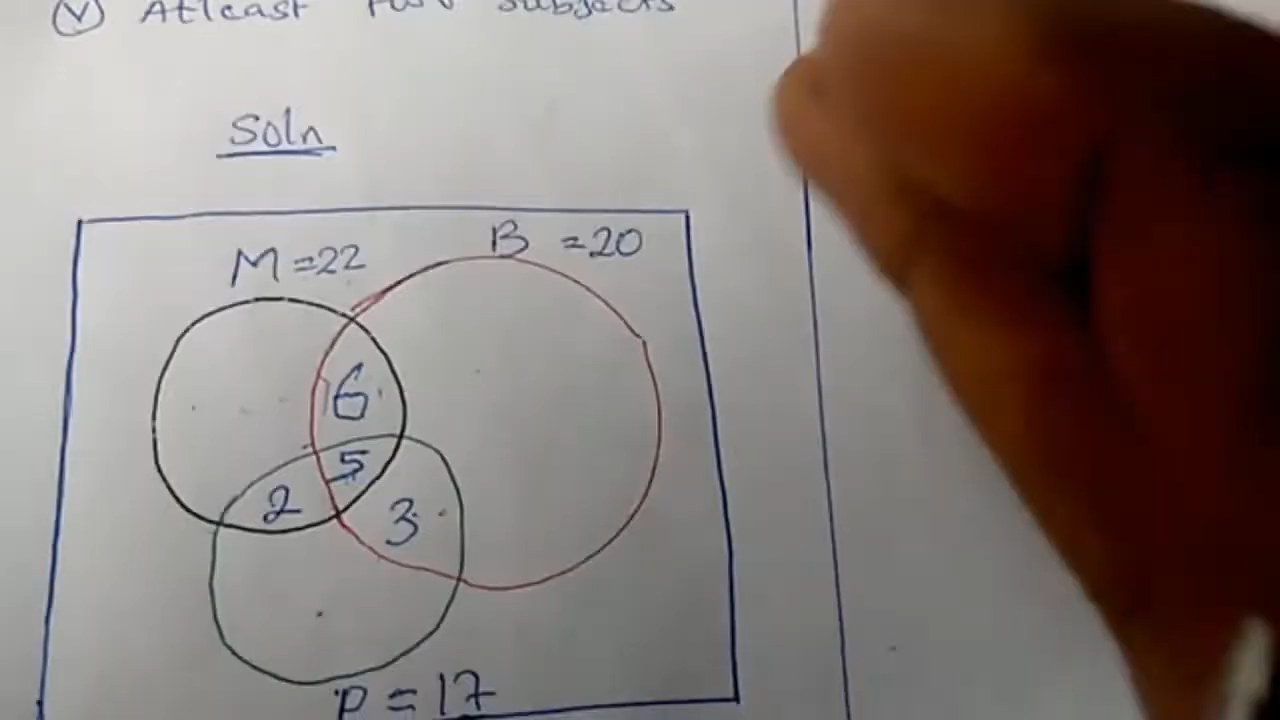 (V) Atleast two subjects
Soln
M = 22 B = 20
6
5
2 3
P = 17